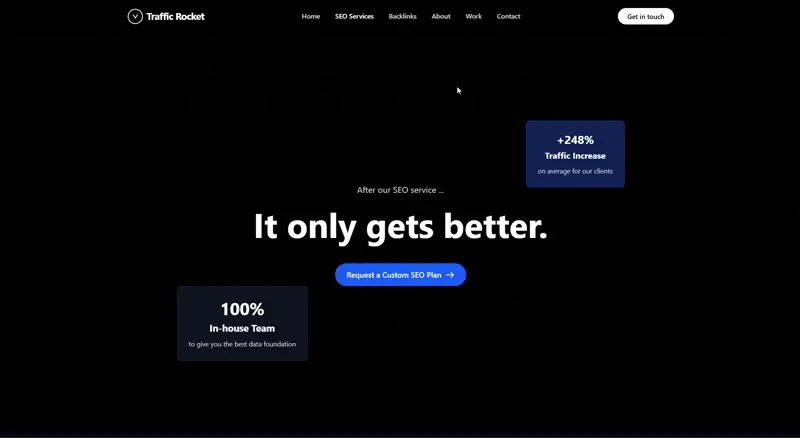 Traffic Rocket
Home SEO Services Backlinks About Work Contact
Get in touch
+248%
Traffic Increase
on average for our clients
After our SEO service ...
It only gets better.
Request a Custom SEO Plan →
100%
In-house Team
to give you the best data foundation